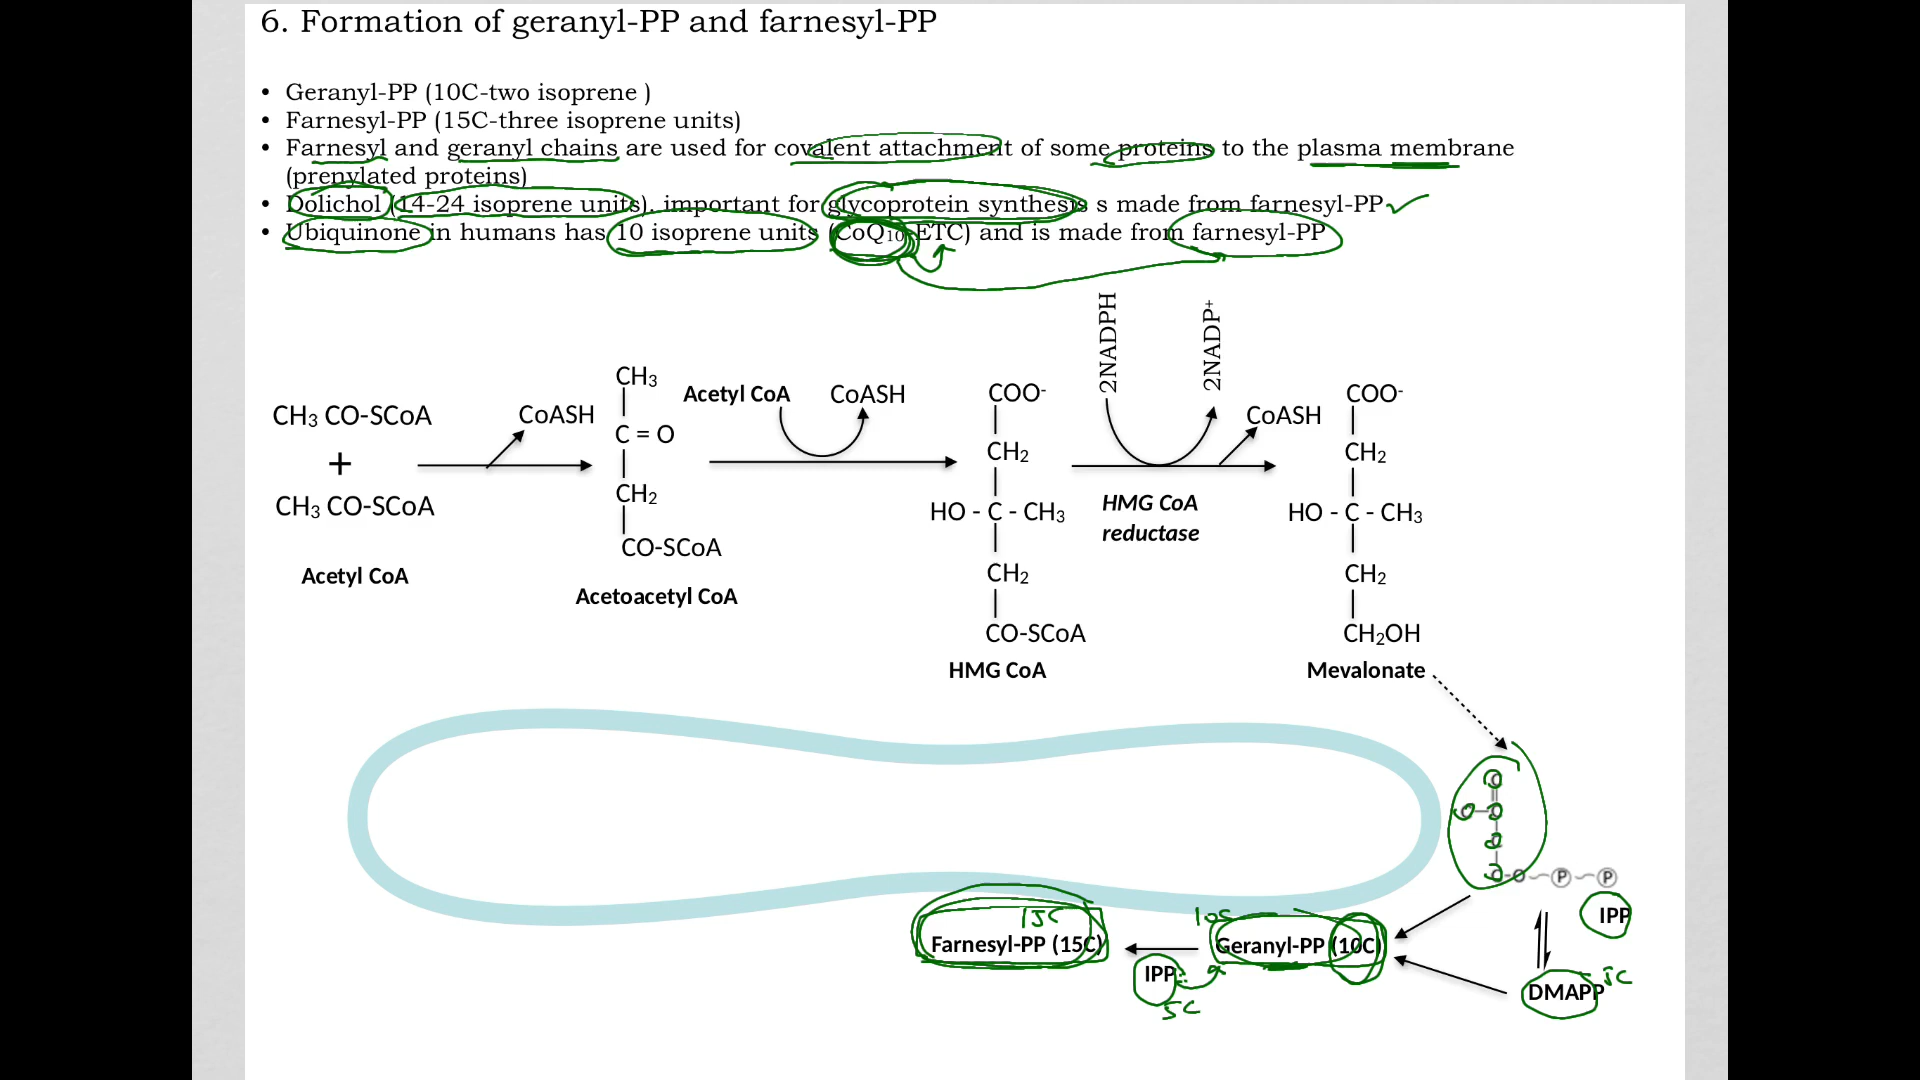 6. Formation of geranyl-PP and farnesyl-PP
• Geranyl-PP (10C-two isoprene )
• Farnesyl-PP (15C-three isoprene units)
• Farnesyl and geranyl chains are used for covalent attachment of some proteins to the plasma membrane
(prenylated proteins)
• Dolichol (14-24 isoprene units), important for glycoprotein synthesis s made from farnesyl-PP
• Ubiquinone in humans has 10 isoprene units (CoQ10-ETC) and is made from farnesyl-PP
2NADPH
2NADP+
CH3 CO-SCoA
+
CH3 CO-SCoA
Acetyl CoA
CoASH
CH3
C = O
CH2
CO-SCoA
Acetoacetyl CoA
Acetyl CoA
CoASH
COO-
CH2
HO - C - CH3
CH2
CO-SCoA
HMG CoA
HMG CoA
reductase
CoASH
COO-
CH2
HO - C - CH3
CH2
CH2OH
Mevalonate
P P
IPP
DMAPP 5C
10C
Geranyl-PP (10C)
IPP
5C
15C
Farnesyl-PP (15C)